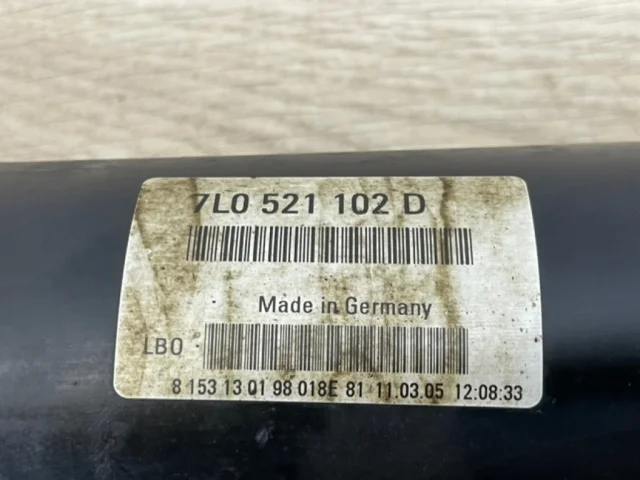 7L0 521 102 D
Made in Germany
LBO
8 153 13 01 98 018E 81 11.03.05 12:08:33